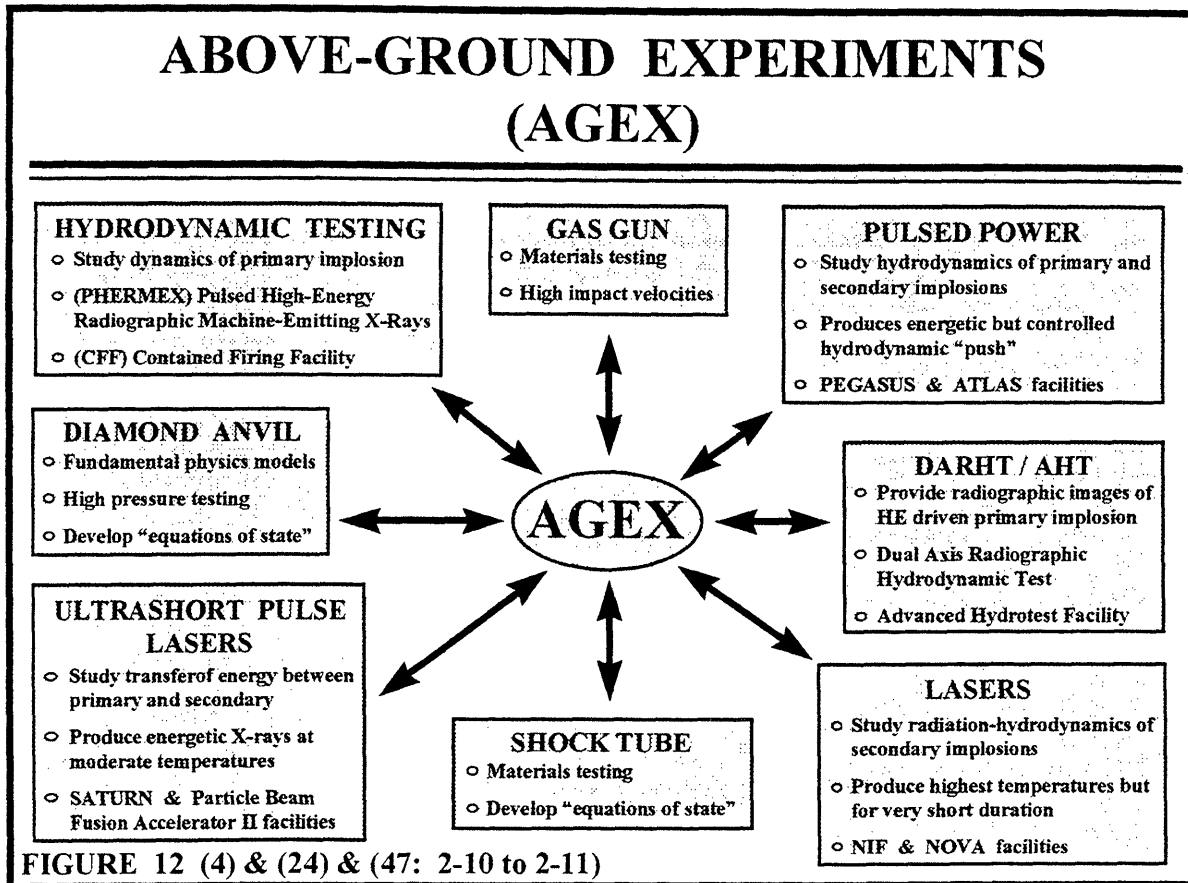 ABOVE-GROUND EXPERIMENTS
(AGEX)
HYDRODYNAMIC TESTING
o Study dynamics of primary implosion
o (PHERMEX) Pulsed High-Energy
Radiographic Machine-Emitting X-Rays
o (CFF) Contained Firing Facility
GAS GUN
o Materials testing
o High impact velocities
PULSED POWER
o Study hydrodynamics of primary and
secondary implosions
o Produces energetic but controlled
hydrodynamic “push”
o PEGASUS & ATLAS facilities
DIAMOND ANVIL
o Fundamental physics models
o High pressure testing
o Develop “equations of state”
AGEX
DARHT / AHT
o Provide radiographic images of
HE driven primary implosion
o Dual Axis Radiographic
Hydrodynamic Test
o Advanced Hydrotest Facility
ULTRASHORT PULSE
LASERS
o Study transferof energy between
primary and secondary
o Produce energetic X-rays at
moderate temperatures
o SATURN & Particle Beam
Fusion Accelerator II facilities
SHOCK TUBE
o Materials testing
o Develop “equations of state”
LASERS
o Study radiation-hydrodynamics of
secondary implosions
o Produce highest temperatures but
for very short duration
o NIF & NOVA facilities
FIGURE 12 (4) & (24) & (47: 2-10 to 2-11)